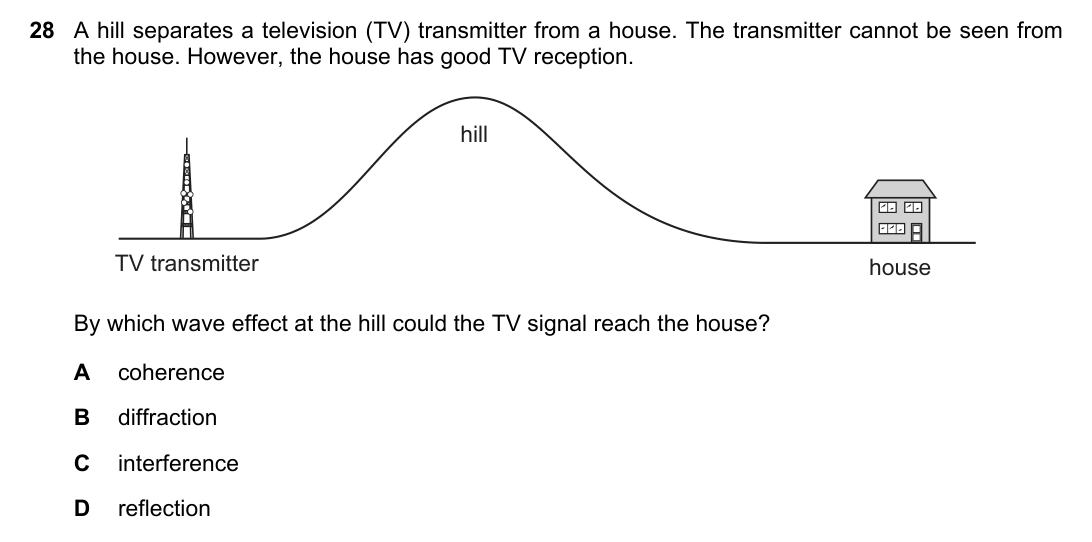 28 A hill separates a television (TV) transmitter from a house. The transmitter cannot be seen from
the house. However, the house has good TV reception.
hill
TV transmitter
house
By which wave effect at the hill could the TV signal reach the house?
A coherence
B diffraction
C interference
D reflection